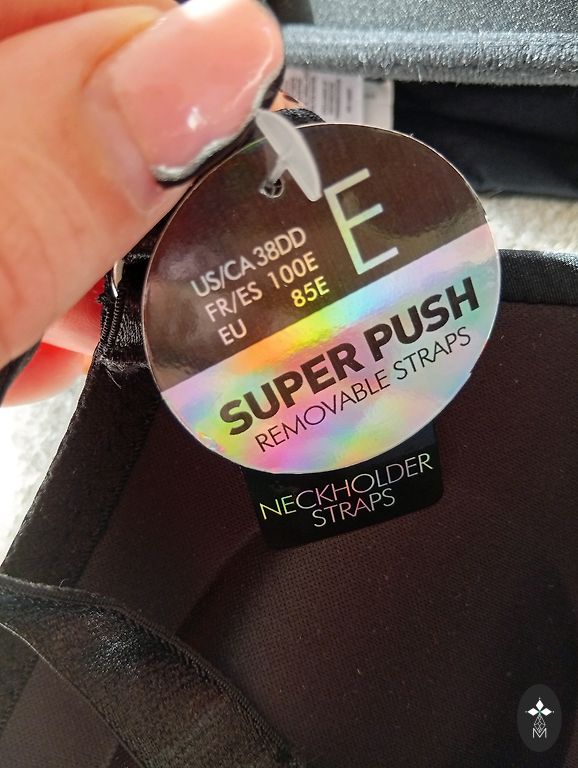 E
US/CA 38DD
FR/ES 100E
EU 85E
SUPER PUSH
REMOVABLE STRAPS
NECKHOLDER
STRAPS
M